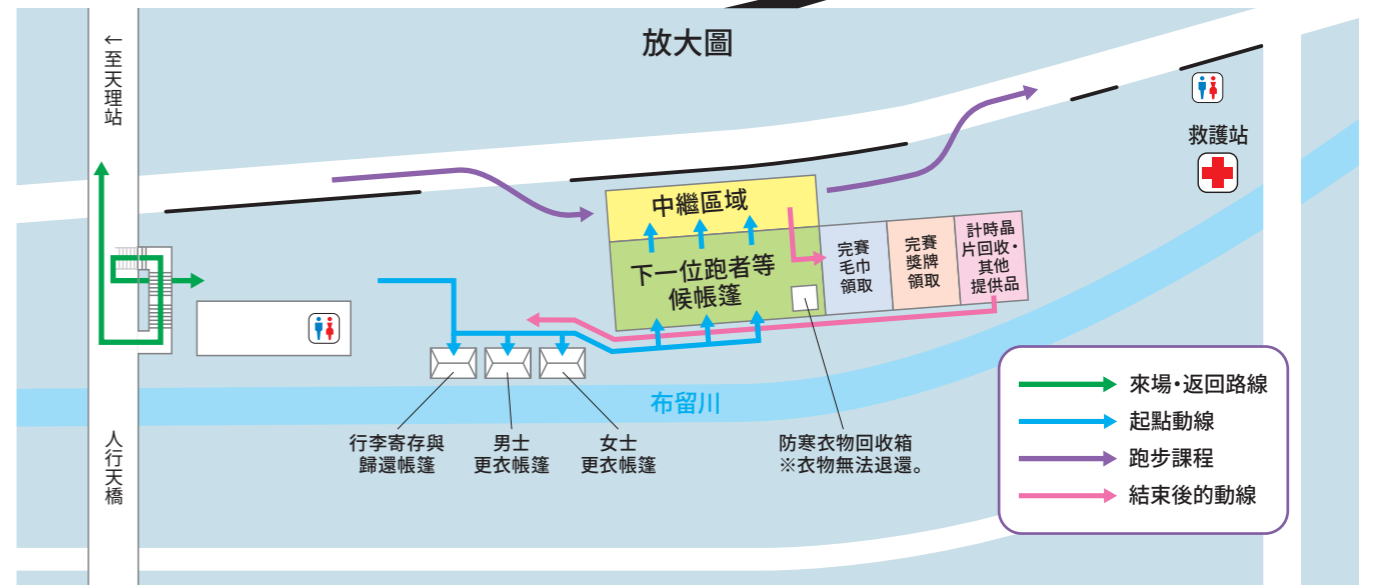 放大圖
←至天理站
救護站
中繼區域
下一位跑者等
候帳篷
完賽
毛巾
領取
完賽
獎牌
領取
計時晶
片回收・
其他
提供品
布留川
人行天橋
行李寄存與
歸還帳篷
男士
更衣帳篷
女士
更衣帳篷
防寒衣物回收箱
※衣物無法退還。
來場・返回路線
起點動線
跑步課程
結束後的動線